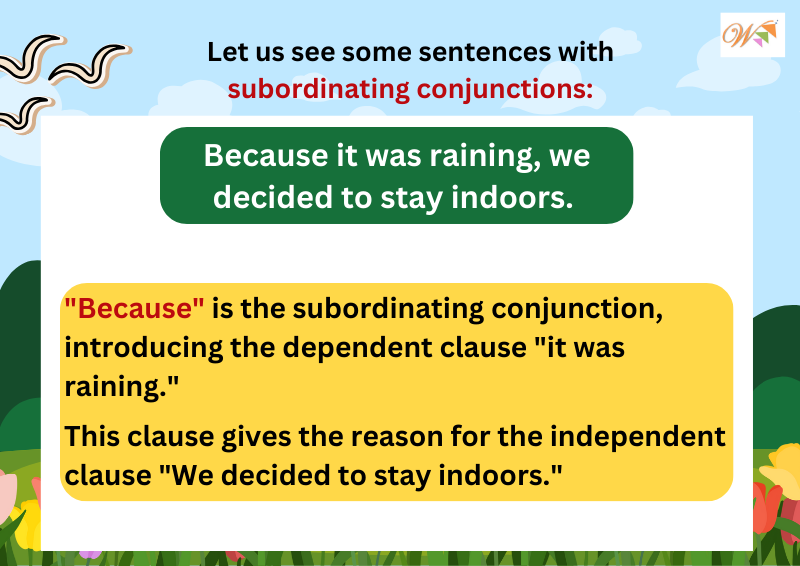 Let us see some sentences with
subordinating conjunctions:
W
Because it was raining, we
decided to stay indoors.
"Because" is the subordinating conjunction,
introducing the dependent clause "it was
raining."
This clause gives the reason for the independent
clause "We decided to stay indoors."